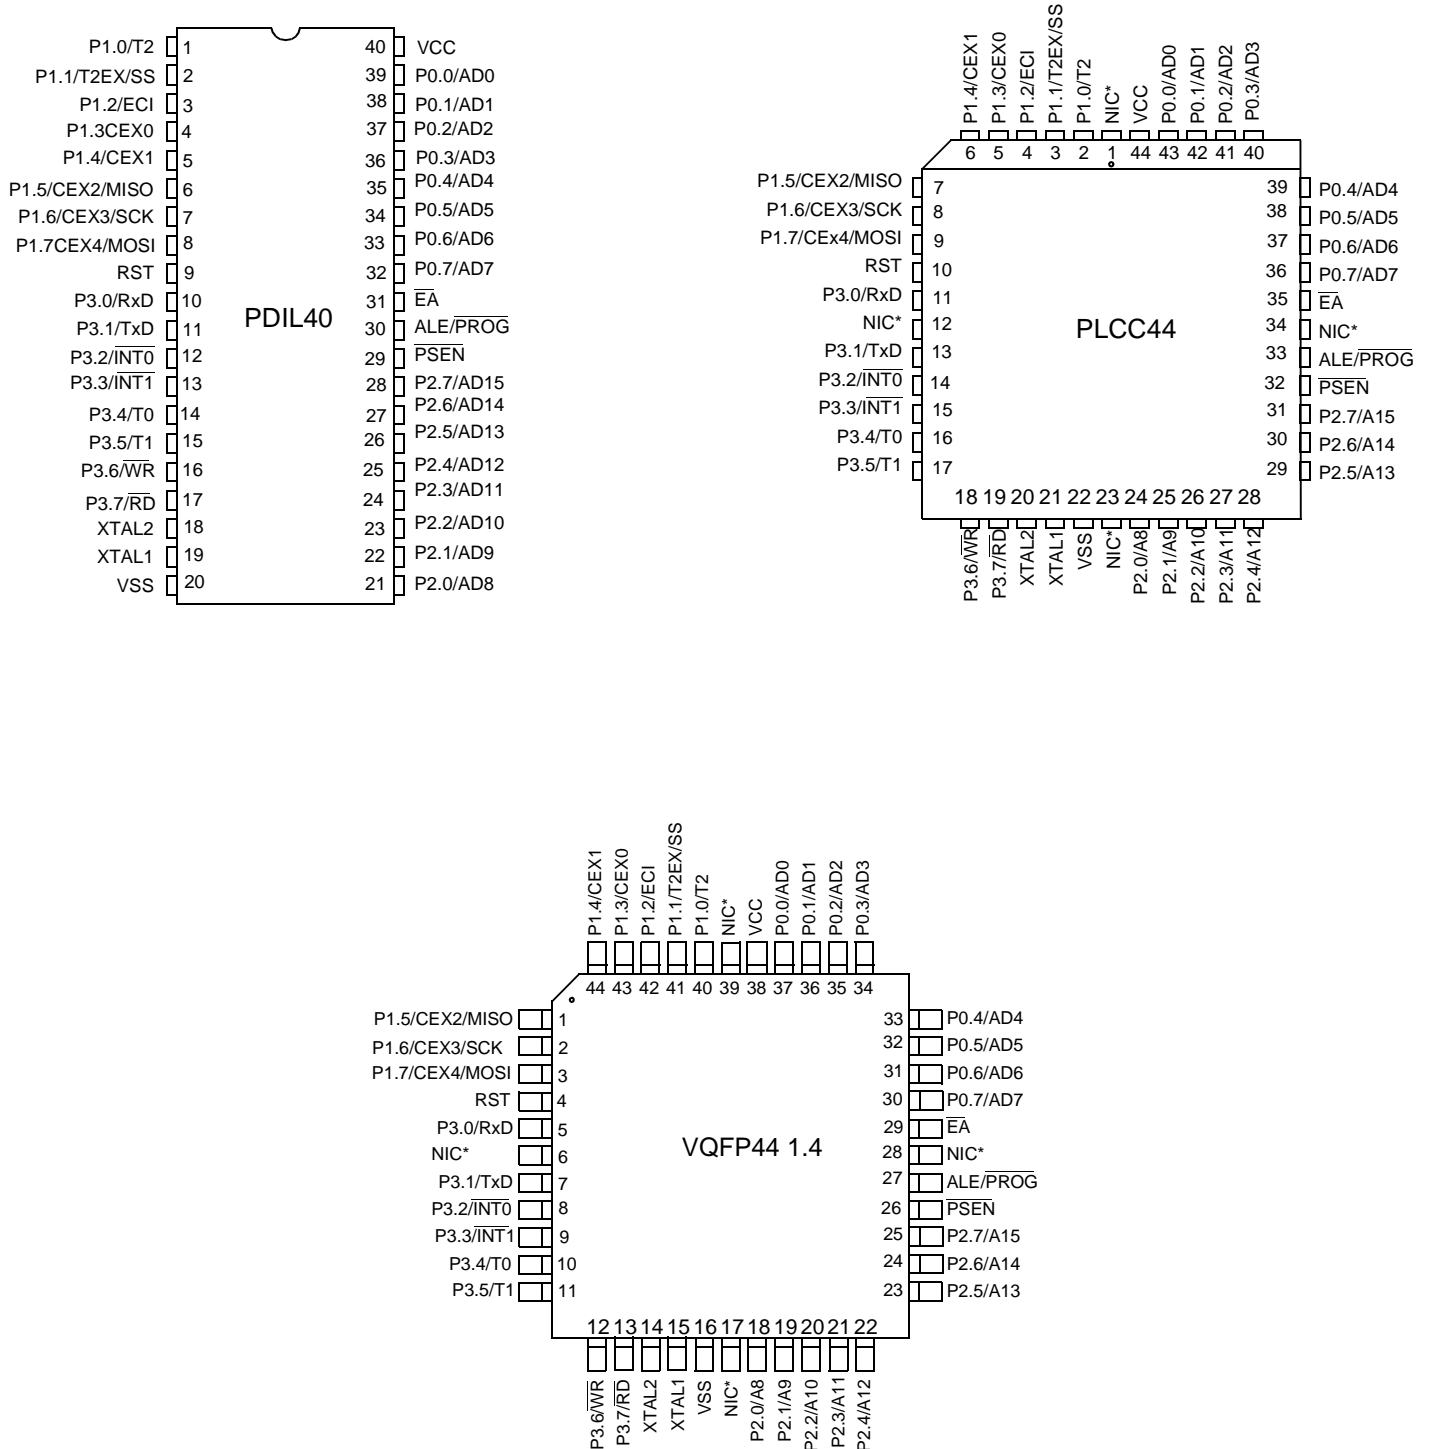 P1.0/T2 1 40 VCC
P1.1/T2EX/SS 2 39 P0.0/AD0
P1.2/ECI 3 38 P0.1/AD1
P1.3CEX0 4 37 P0.2/AD2
P1.4/CEX1 5 36 P0.3/AD3
P1.5/CEX2/MISO 6 35 P0.4/AD4
P1.6/CEX3/SCK 7 34 P0.5/AD5
P1.7CEX4/MOSI 8 33 P0.6/AD6
RST 9 32 P0.7/AD7
P3.0/RxD 10 31 EA
PDIL40
P3.1/TxD 11 30 ALE/PROG
P3.2/INT0 12 29 PSEN
P3.3/INT1 13 28 P2.7/AD15
P3.4/T0 14 27 P2.6/AD14
P3.5/T1 15 26 P2.5/AD13
P3.6/WR 16 25 P2.4/AD12
P3.7/RD 17 24 P2.3/AD11
XTAL2 18 23 P2.2/AD10
XTAL1 19 22 P2.1/AD9
VSS 20 21 P2.0/AD8
P1.4/CEX1
P1.3/CEX0
P1.2/ECI
P1.1/T2EX/SS
P1.0/T2
NIC*
VCC
P0.0/AD0
P0.1/AD1
P0.2/AD2
P0.3/AD3
6 5 4 3 2 1 44 43 42 41 40
P1.5/CEX2/MISO 7 39 P0.4/AD4
P1.6/CEX3/SCK 8 38 P0.5/AD5
P1.7/CEx4/MOSI 9 37 P0.6/AD6
RST 10 36 P0.7/AD7
P3.0/RxD 11 35 EA
NIC* 12 34 NIC*
PLCC44
P3.1/TxD 13 33 ALE/PROG
P3.2/INT0 14 32 PSEN
P3.3/INT1 15 31 P2.7/A15
P3.4/T0 16 30 P2.6/A14
P3.5/T1 17 29 P2.5/A13
18 19 20 21 22 23 24 25 26 27 28
P3.6/WR
P3.7/RD
XTAL2
XTAL1
VSS
NIC*
P2.0/A8
P2.1/A9
P2.2/A10
P2.3/A11
P2.4/A12
P1.4/CEX1
P1.3/CEX0
P1.2/ECI
P1.1/T2EX/SS
P1.0/T2
NIC*
VCC
P0.0/AD0
P0.1/AD1
P0.2/AD2
P0.3/AD3
44 43 42 41 40 39 38 37 36 35 34
P1.5/CEX2/MISO 1 33 P0.4/AD4
P1.6/CEX3/SCK 2 32 P0.5/AD5
P1.7/CEX4/MOSI 3 31 P0.6/AD6
RST 4 30 P0.7/AD7
P3.0/RxD 5 29 EA
VQFP44 1.4
NIC* 6 28 NIC*
P3.1/TxD 7 27 ALE/PROG
P3.2/INT0 8 26 PSEN
P3.3/INT1 9 25 P2.7/A15
P3.4/T0 10 24 P2.6/A14
P3.5/T1 11 23 P2.5/A13
12 13 14 15 16 17 18 19 20 21 22
P3.6/WR
P3.7/RD
XTAL2
XTAL1
VSS
NIC*
P2.0/A8
P2.1/A9
P2.2/A10
P2.3/A11
P2.4/A12